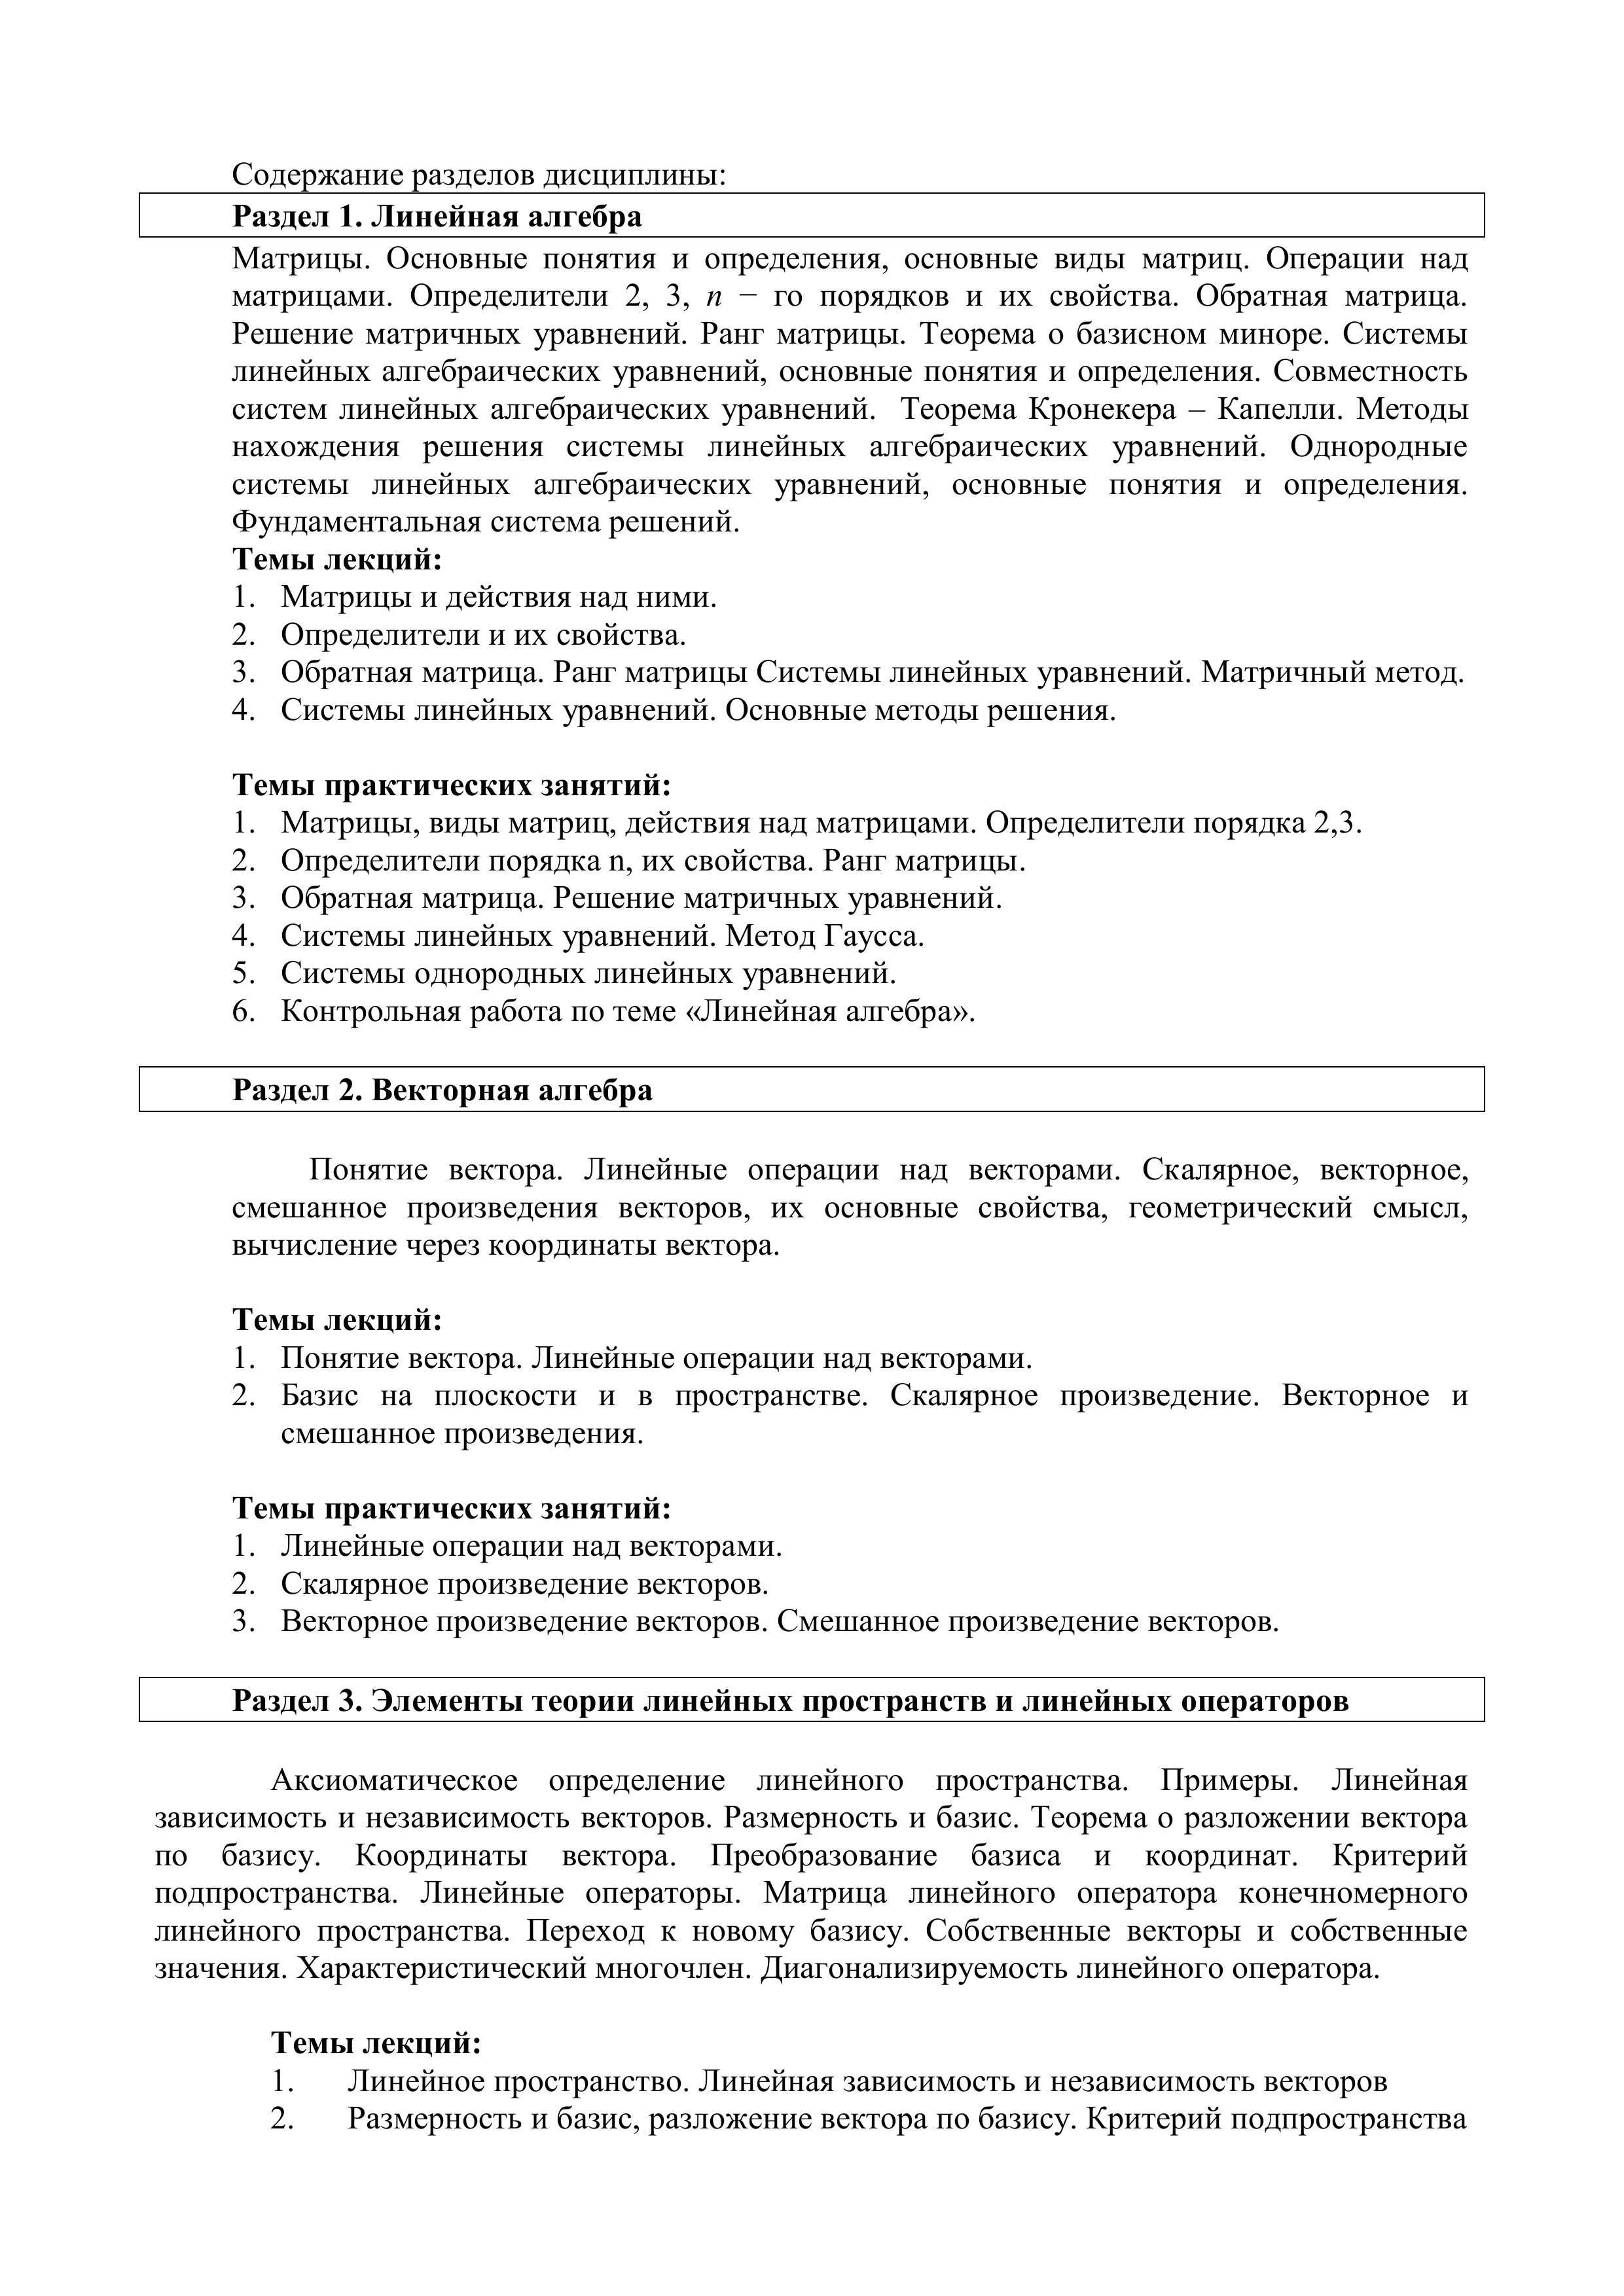 Содержание разделов дисциплины:
Раздел 1. Линейная алгебра
Матрицы. Основные понятия и определения, основные виды матриц. Операции над
матрицами. Определители 2, 3, n − го порядков и их свойства. Обратная матрица.
Решение матричных уравнений. Ранг матрицы. Теорема о базисном миноре. Системы
линейных алгебраических уравнений, основные понятия и определения. Совместность
систем линейных алгебраических уравнений. Теорема Кронекера – Капелли. Методы
нахождения решения системы линейных алгебраических уравнений. Однородные
системы линейных алгебраических уравнений, основные понятия и определения.
Фундаментальная система решений.
Темы лекций:
1. Матрицы и действия над ними.
2. Определители и их свойства.
3. Обратная матрица. Ранг матрицы Системы линейных уравнений. Матричный метод.
4. Системы линейных уравнений. Основные методы решения.
Темы практических занятий:
1. Матрицы, виды матриц, действия над матрицами. Определители порядка 2,3.
2. Определители порядка n, их свойства. Ранг матрицы.
3. Обратная матрица. Решение матричных уравнений.
4. Системы линейных уравнений. Метод Гаусса.
5. Системы однородных линейных уравнений.
6. Контрольная работа по теме «Линейная алгебра».
Раздел 2. Векторная алгебра
Понятие вектора. Линейные операции над векторами. Скалярное, векторное,
смешанное произведения векторов, их основные свойства, геометрический смысл,
вычисление через координаты вектора.
Темы лекций:
1. Понятие вектора. Линейные операции над векторами.
2. Базис на плоскости и в пространстве. Скалярное произведение. Векторное и
смешанное произведения.
Темы практических занятий:
1. Линейные операции над векторами.
2. Скалярное произведение векторов.
3. Векторное произведение векторов. Смешанное произведение векторов.
Раздел 3. Элементы теории линейных пространств и линейных операторов
Аксиоматическое определение линейного пространства. Примеры. Линейная
зависимость и независимость векторов. Размерность и базис. Теорема о разложении вектора
по базису. Координаты вектора. Преобразование базиса и координат. Критерий
подпространства. Линейные операторы. Матрица линейного оператора конечномерного
линейного пространства. Переход к новому базису. Собственные векторы и собственные
значения. Характеристический многочлен. Диагонализируемость линейного оператора.
Темы лекций:
1. Линейное пространство. Линейная зависимость и независимость векторов
2. Размерность и базис, разложение вектора по базису. Критерий подпространства